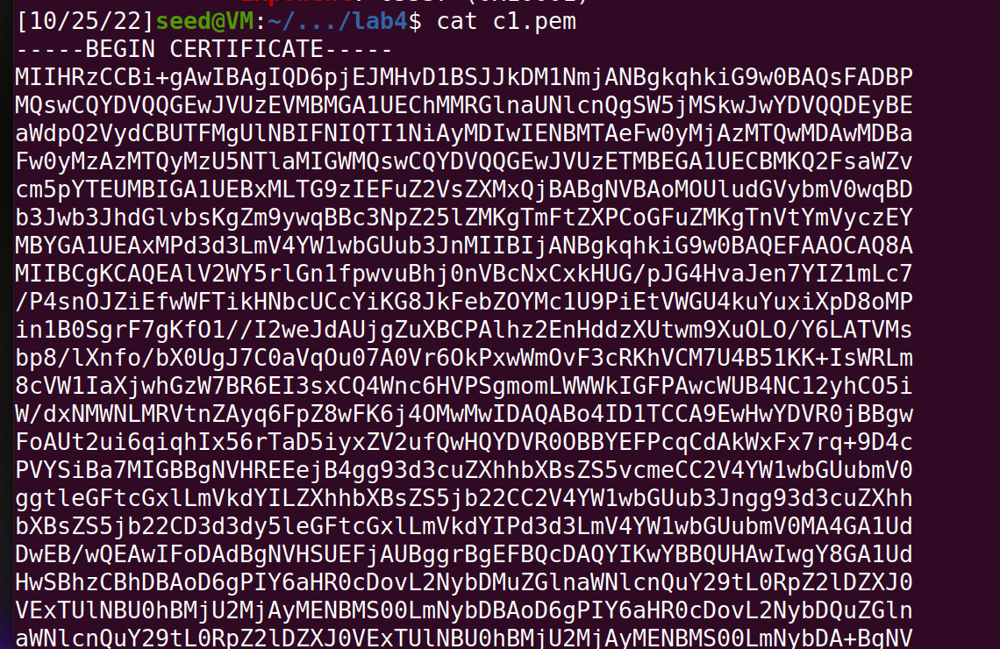 [10/25/22]seed@VM:~/.../lab4$ cat c1.pem
-----BEGIN CERTIFICATE-----
MIIHRzCCBi+gAwIBAgIQD6pjEJMHvD1BSJJkDM1NmjANBgkqhkiG9w0BAQsFADBP
MQswCQYDVQQGEwJVUzEVMBMGA1UEChMMRGlnaUNlcnQgSW5jMSkwJwYDVQQDEyBE
aWdpQ2VydCBUTFMgUlNBIFNIQTI1NiAyMDIwIENBMTAeFw0yMjAzMTQwMDAwMDBa
Fw0yMzAzMTQyMzU5NTlaMIGWMQswCQYDVQQGEwJVUzETMBEGA1UECBMKQ2FsaWZv
cm5pYTEUMBIGA1UEBxMLTG9zIEFuZ2VsZXMxQjBABgNVBAoMOUludGVybmV0wqBD
b3Jwb3JhdGlvbsKgZm9ywqBBc3NpZ25lZMKgTmFtZXPCoGFuZMKgTnVtYmVyczEY
MBYGA1UEAxMPd3d3LmV4YW1wbGUub3JnMIIBIjANBgkqhkiG9w0BAQEFAAOCAQ8A
MIIBCgKCAQEAlV2WY5rlGn1fpwvuBhj0nVBcNxCxkHUG/pJG4HvaJen7YIZ1mLc7
/P4snOJZiEfwWFTikHNbcUCcYiKG8JkFebZOYMc1U9PiEtVWGU4kuYuxiXpD8oMP
in1B0SgrF7gKfO1//I2weJdAUjgZuXBCPAlhz2EnHddzXUtwm9XuOLO/Y6LATVMs
bp8/lXnfo/bX0UgJ7C0aVqOu07A0Vr6OkPxwWmOvF3cRKhVCM7U4B51KK+IsWRLm
8cVW1IaXjwhGzW7BR6EI3sxCQ4Wnc6HVPSgmomLWWWkIGFPAwcWUB4NC12yhCO5i
W/dxNMWNLMRVtnZAyq6FpZ8wFK6j4OMwMwIDAQABo4ID1TCCA9EwHwYDVR0jBBgw
FoAUt2ui6qiqhIx56rTaD5iyxZV2ufQwHQYDVR0OBBYEFPcqCdAkWxFx7rq+9D4c
PVYSiBa7MIGBBgNVHREEejB4gg93d3cuZXhhbXBsZS5vcmeCC2V4YW1wbGUubmV0
ggtleGFtcGxlLmVkdYILZXhhbXBsZS5jb22CC2V4YW1wbGUub3Jngg93d3cuZXhh
bXBsZS5jb22CD3d3dy5leGFtcGxlLmVkdYIPd3d3LmV4YW1wbGUubmV0MA4GA1Ud
DwEB/wQEAwIFoDAdBgNVHSUEFjAUBggrBgEFBQcDAQYIKwYBBQUHAwIwgY8GA1Ud
HwSBhzCBhDBAoD6gPIY6aHR0cDovL2NybDMuZGlnaWNlcnQuY29tL0RpZ2lDZXJ0
VExTUlNBU0hBMjU2MjAyMENBMS00LmNybDBAoD6gPIY6aHR0cDovL2NybDQuZGln
aWNlcnQuY29tL0RpZ2lDZXJ0VExTUlNBU0hBMjU2MjAyMENBMS00LmNybDA+BgNV